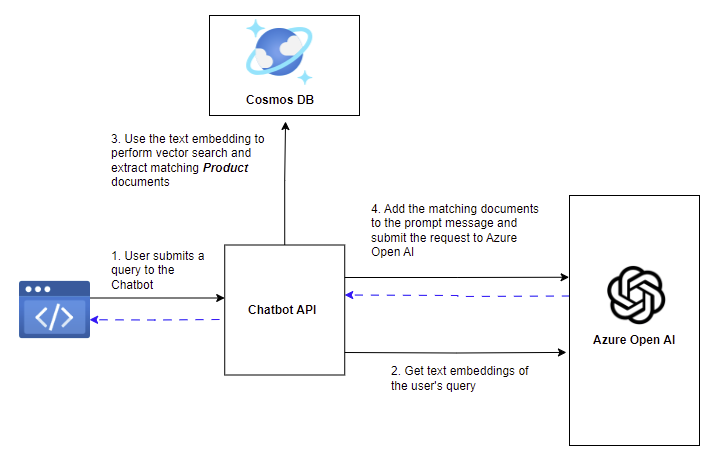 Cosmos DB
3. Use the text embedding to
perform vector search and
extract matching Product
documents
4. Add the matching documents
to the prompt message and
submit the request to Azure
Open AI
1. User submits a
query to the
Chatbot
</>
Chatbot API
Azure Open AI
2. Get text embeddings of
the user's query